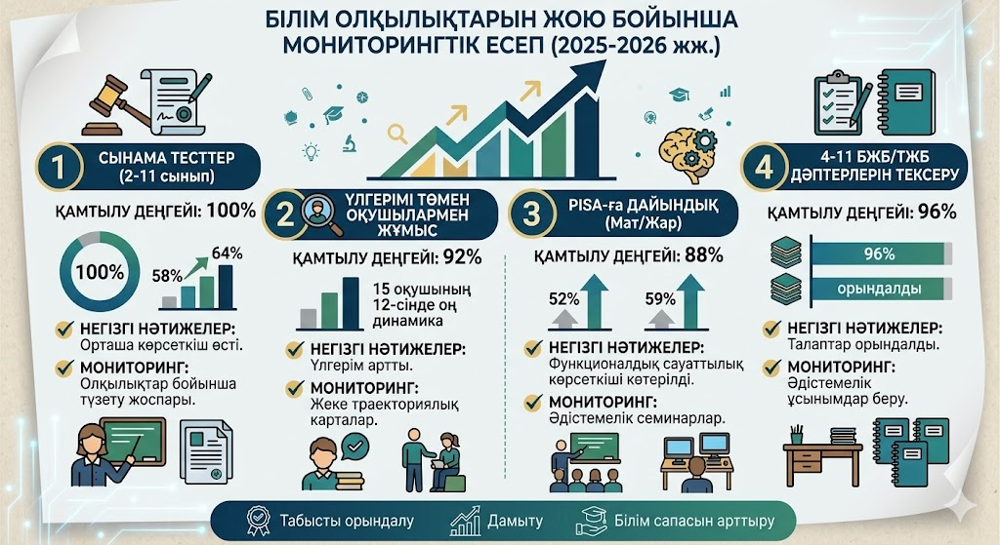 БІЛІМ ОЛҚЫЛЫҚТАРЫН ЖОЮ БОЙЫНША
МОНИТОРИНГТІК ЕСЕП (2025-2026 жж.)
1
СЫНАМА ТЕСТТЕР
(2-11 сынып)
ҚАМТЫЛУ ДЕҢГЕЙІ: 100%
100%
58%
64%
НЕГІЗГІ НӘТИЖЕЛЕР:
Орташа көрсеткіш өсті.
МОНИТОРИНГ:
Олқылықтар бойынша
түзету жоспары.
2
ҮЛГЕРІМІ ТӨМЕН
ОҚУШЫЛАРМЕН
ЖҰМЫС
ҚАМТЫЛУ ДЕҢГЕЙІ: 92%
15 оқушының
12-сінде оң
динамика
НЕГІЗГІ НӘТИЖЕЛЕР:
Үлгерім артты.
МОНИТОРИНГ:
Жеке траекториялық
карталар.
3
PISA-ға ДАЙЫНДЫҚ
(Мат/Жар)
ҚАМТЫЛУ ДЕҢГЕЙІ: 88%
52%
59%
НЕГІЗГІ НӘТИЖЕЛЕР:
Функционалдық сауаттылық
көрсеткіші көтерілді.
МОНИТОРИНГ:
Әдістемелік семинарлар.
4
4-11 БЖБ/ТЖБ
ДӘПТЕРЛЕРІН ТЕКСЕРУ
ҚАМТЫЛУ ДЕҢГЕЙІ: 96%
96%
орындалды
НЕГІЗГІ НӘТИЖЕЛЕР:
Талаптар орындалды.
МОНИТОРИНГ:
Әдістемелік
ұсынымдар беру.
Табысты орындалу
Дамыту
Білім сапасын арттыру